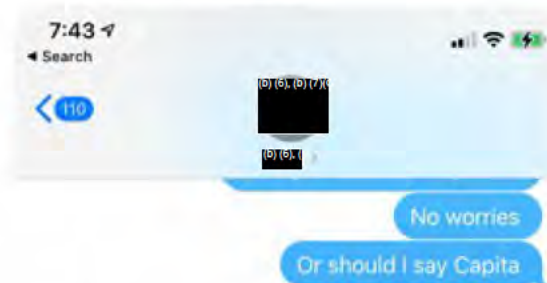 7:43
◀ Search
110
(b) (6), (b) (7)(
(b) (6), (
No worries
Or should I say Capita